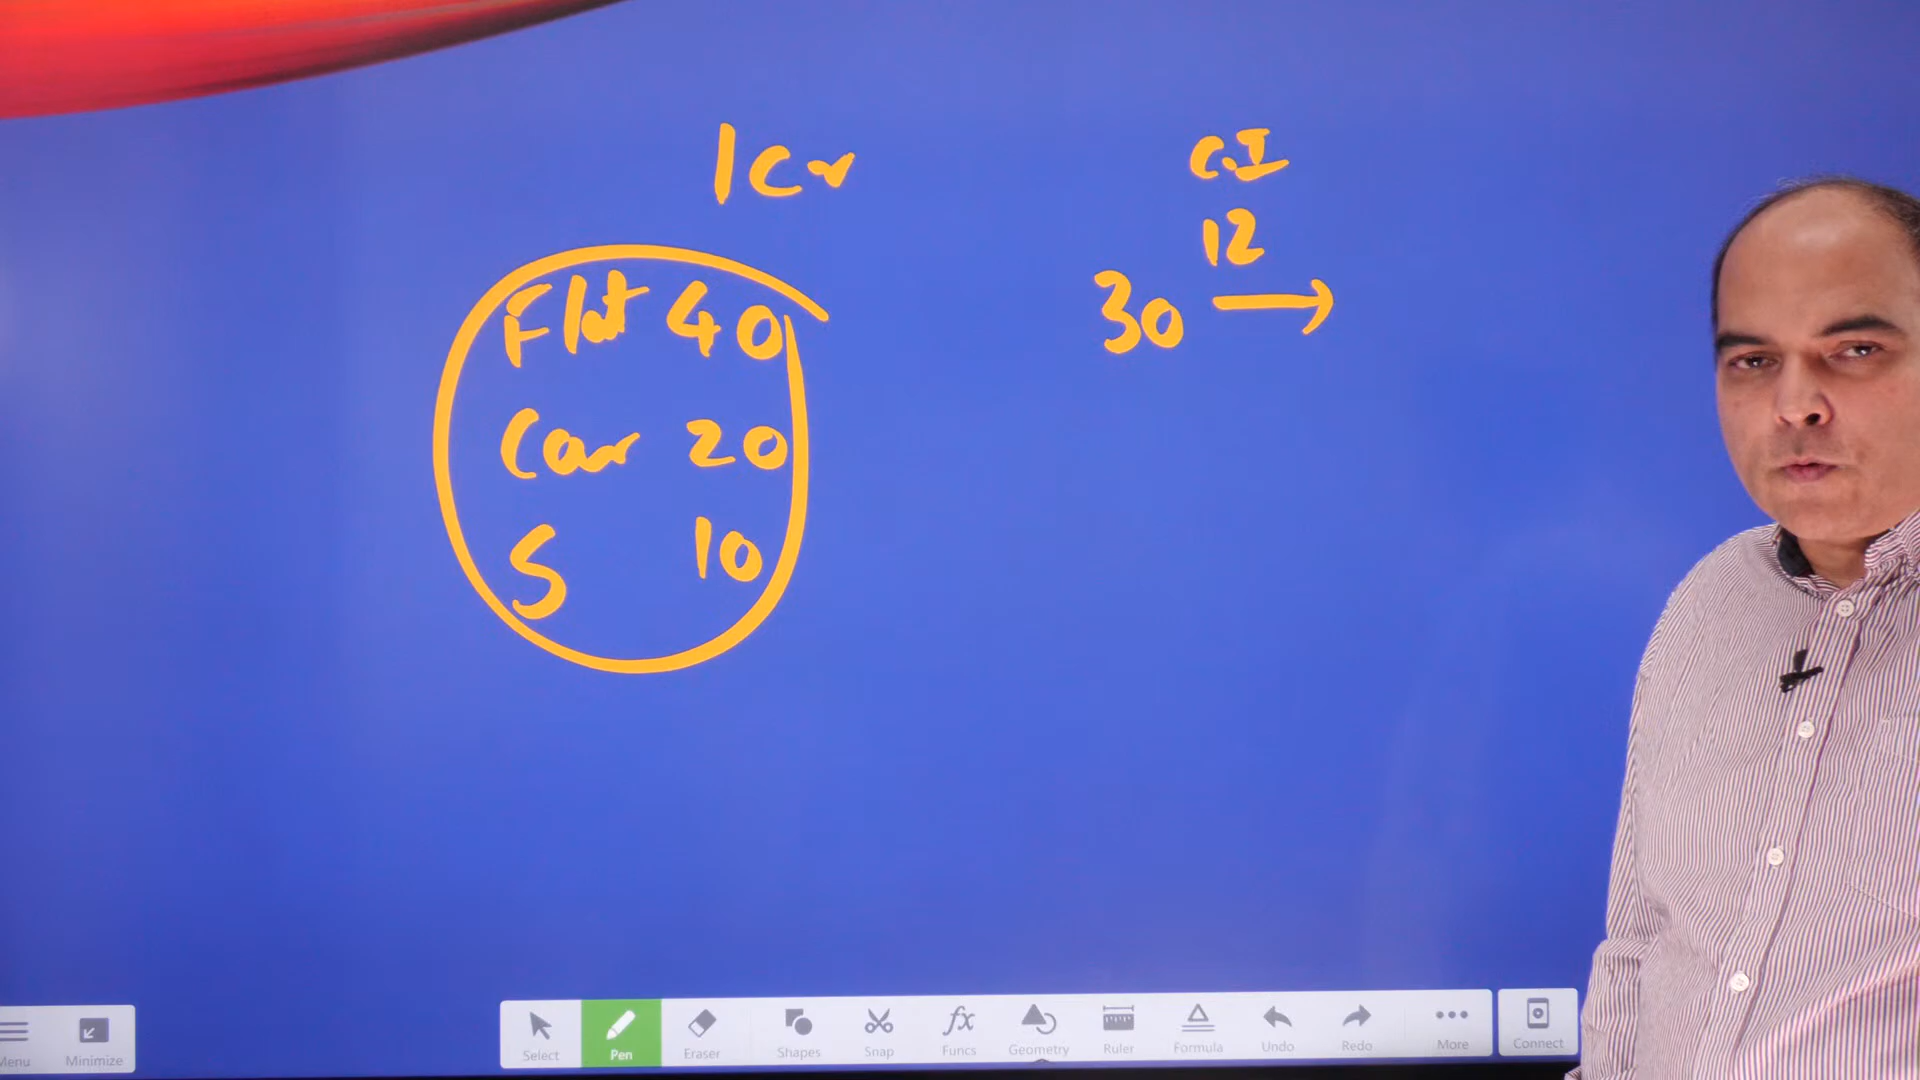 1Cr
C.I
12
30 →
Flat 40
Car 20
S 10
Menu
Minimize
Select
Pen
Eraser
Shapes
Snap
fx
Funcs
Geometry
Ruler
Formula
Undo
Redo
More
Connect